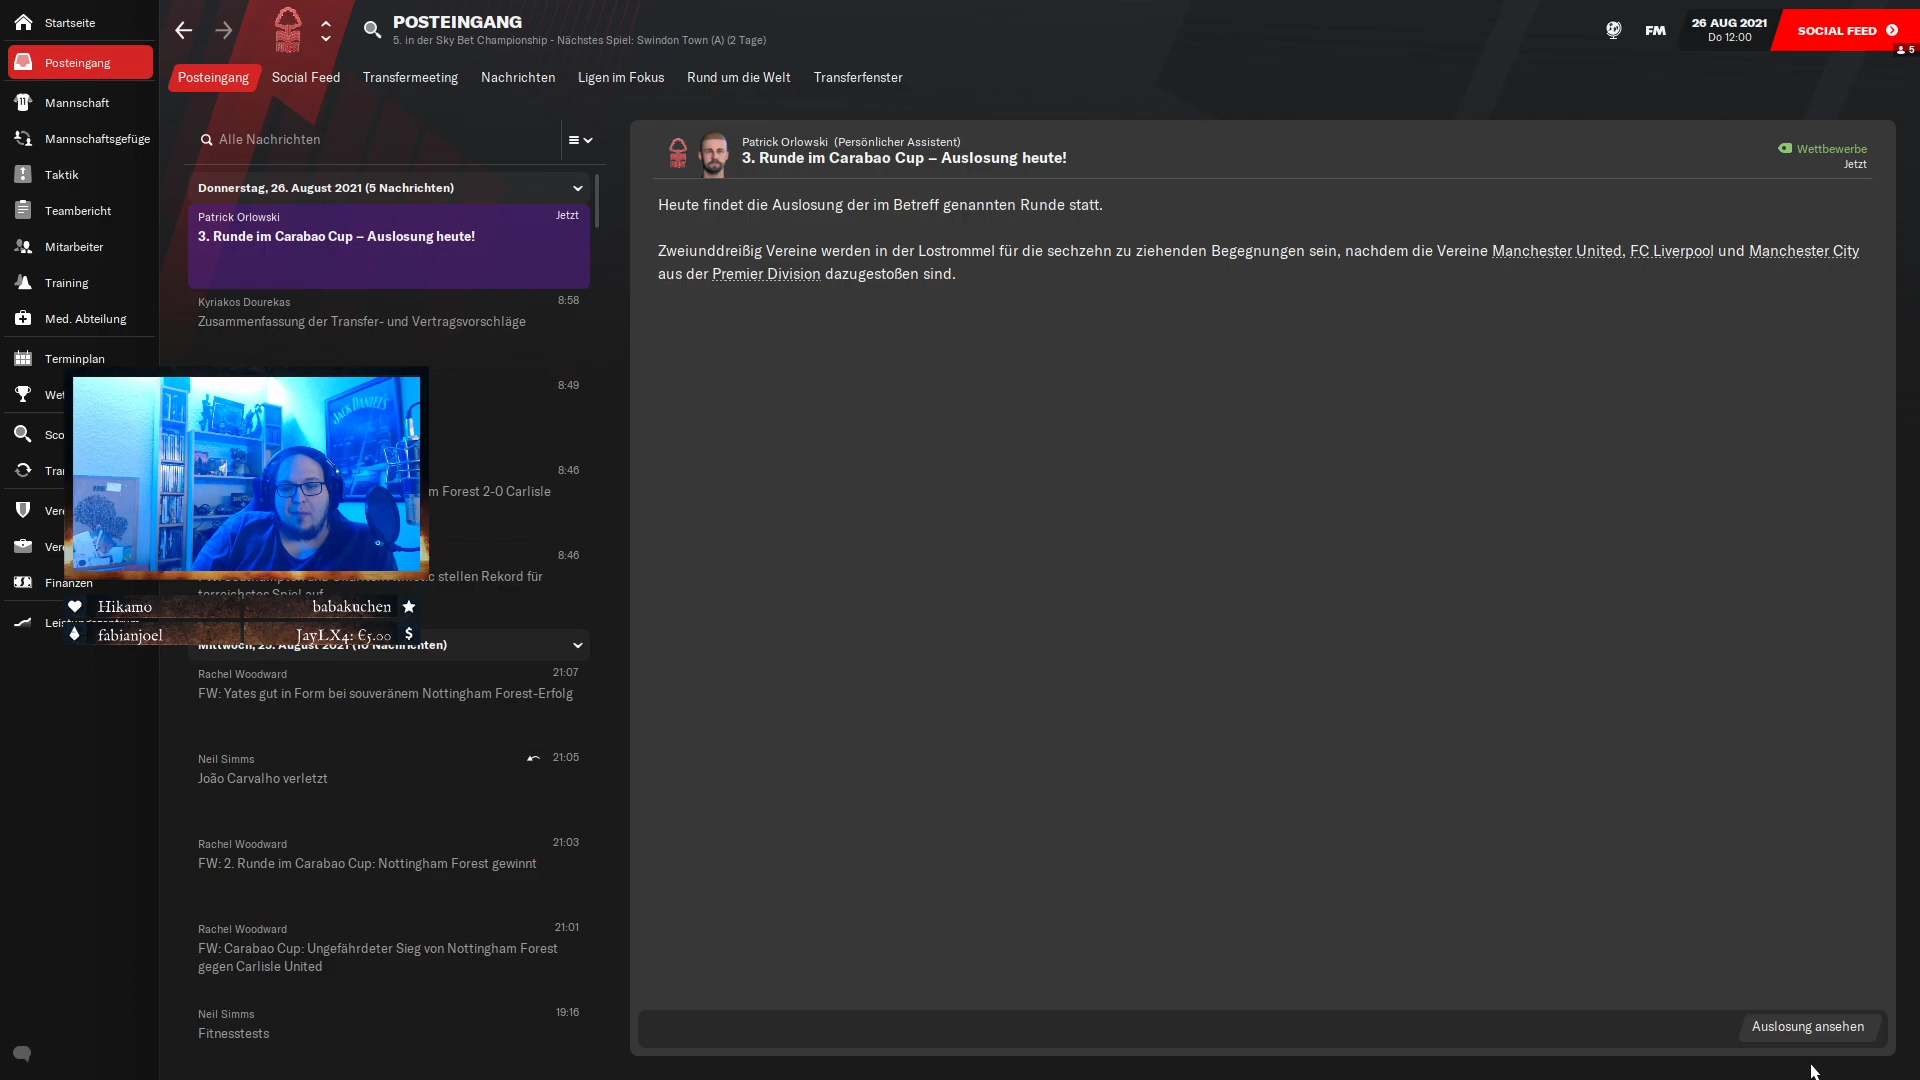 Startseite
Posteingang
Mannschaft
Mannschaftsgefüge
Taktik
Teambericht
Mitarbeiter
Training
Med. Abteilung
Terminplan
Finanzen
POSTEINGANG
5. in der Sky Bet Championship - Nächstes Spiel: Swindon Town (A) (2 Tage)
FM
26 AUG 2021
Do 12:00
SOCIAL FEED
5
Posteingang
Social Feed
Transfermeeting
Nachrichten
Ligen im Fokus
Rund um die Welt
Transferfenster
Alle Nachrichten
Donnerstag, 26. August 2021 (5 Nachrichten)
Patrick Orlowski
Jetzt
3. Runde im Carabao Cup – Auslosung heute!
Kyriakos Dourekas
8:58
Zusammenfassung der Transfer- und Vertragsvorschläge
8:49
8:46
m Forest 2-0 Carlisle
8:46
stellen Rekord für
JACK DANIEL'S
Hikamo
babakuchen
fabianjoel
JayLX4: €5.00
Mittwoch, 25. August 2021 (10 Nachrichten)
Rachel Woodward
21:07
FW: Yates gut in Form bei souveränem Nottingham Forest-Erfolg
Neil Simms
21:05
João Carvalho verletzt
Rachel Woodward
21:03
FW: 2. Runde im Carabao Cup: Nottingham Forest gewinnt
Rachel Woodward
21:01
FW: Carabao Cup: Ungefährdeter Sieg von Nottingham Forest
gegen Carlisle United
Neil Simms
19:16
Fitnesstests
Patrick Orlowski (Persönlicher Assistent)
3. Runde im Carabao Cup – Auslosung heute!
Wettbewerbe
Jetzt
Heute findet die Auslosung der im Betreff genannten Runde statt.
Zweiunddreißig Vereine werden in der Lostrommel für die sechzehn zu ziehenden Begegnungen sein, nachdem die Vereine Manchester United, FC Liverpool und Manchester City
aus der Premier Division dazugestoßen sind.
Auslosung ansehen